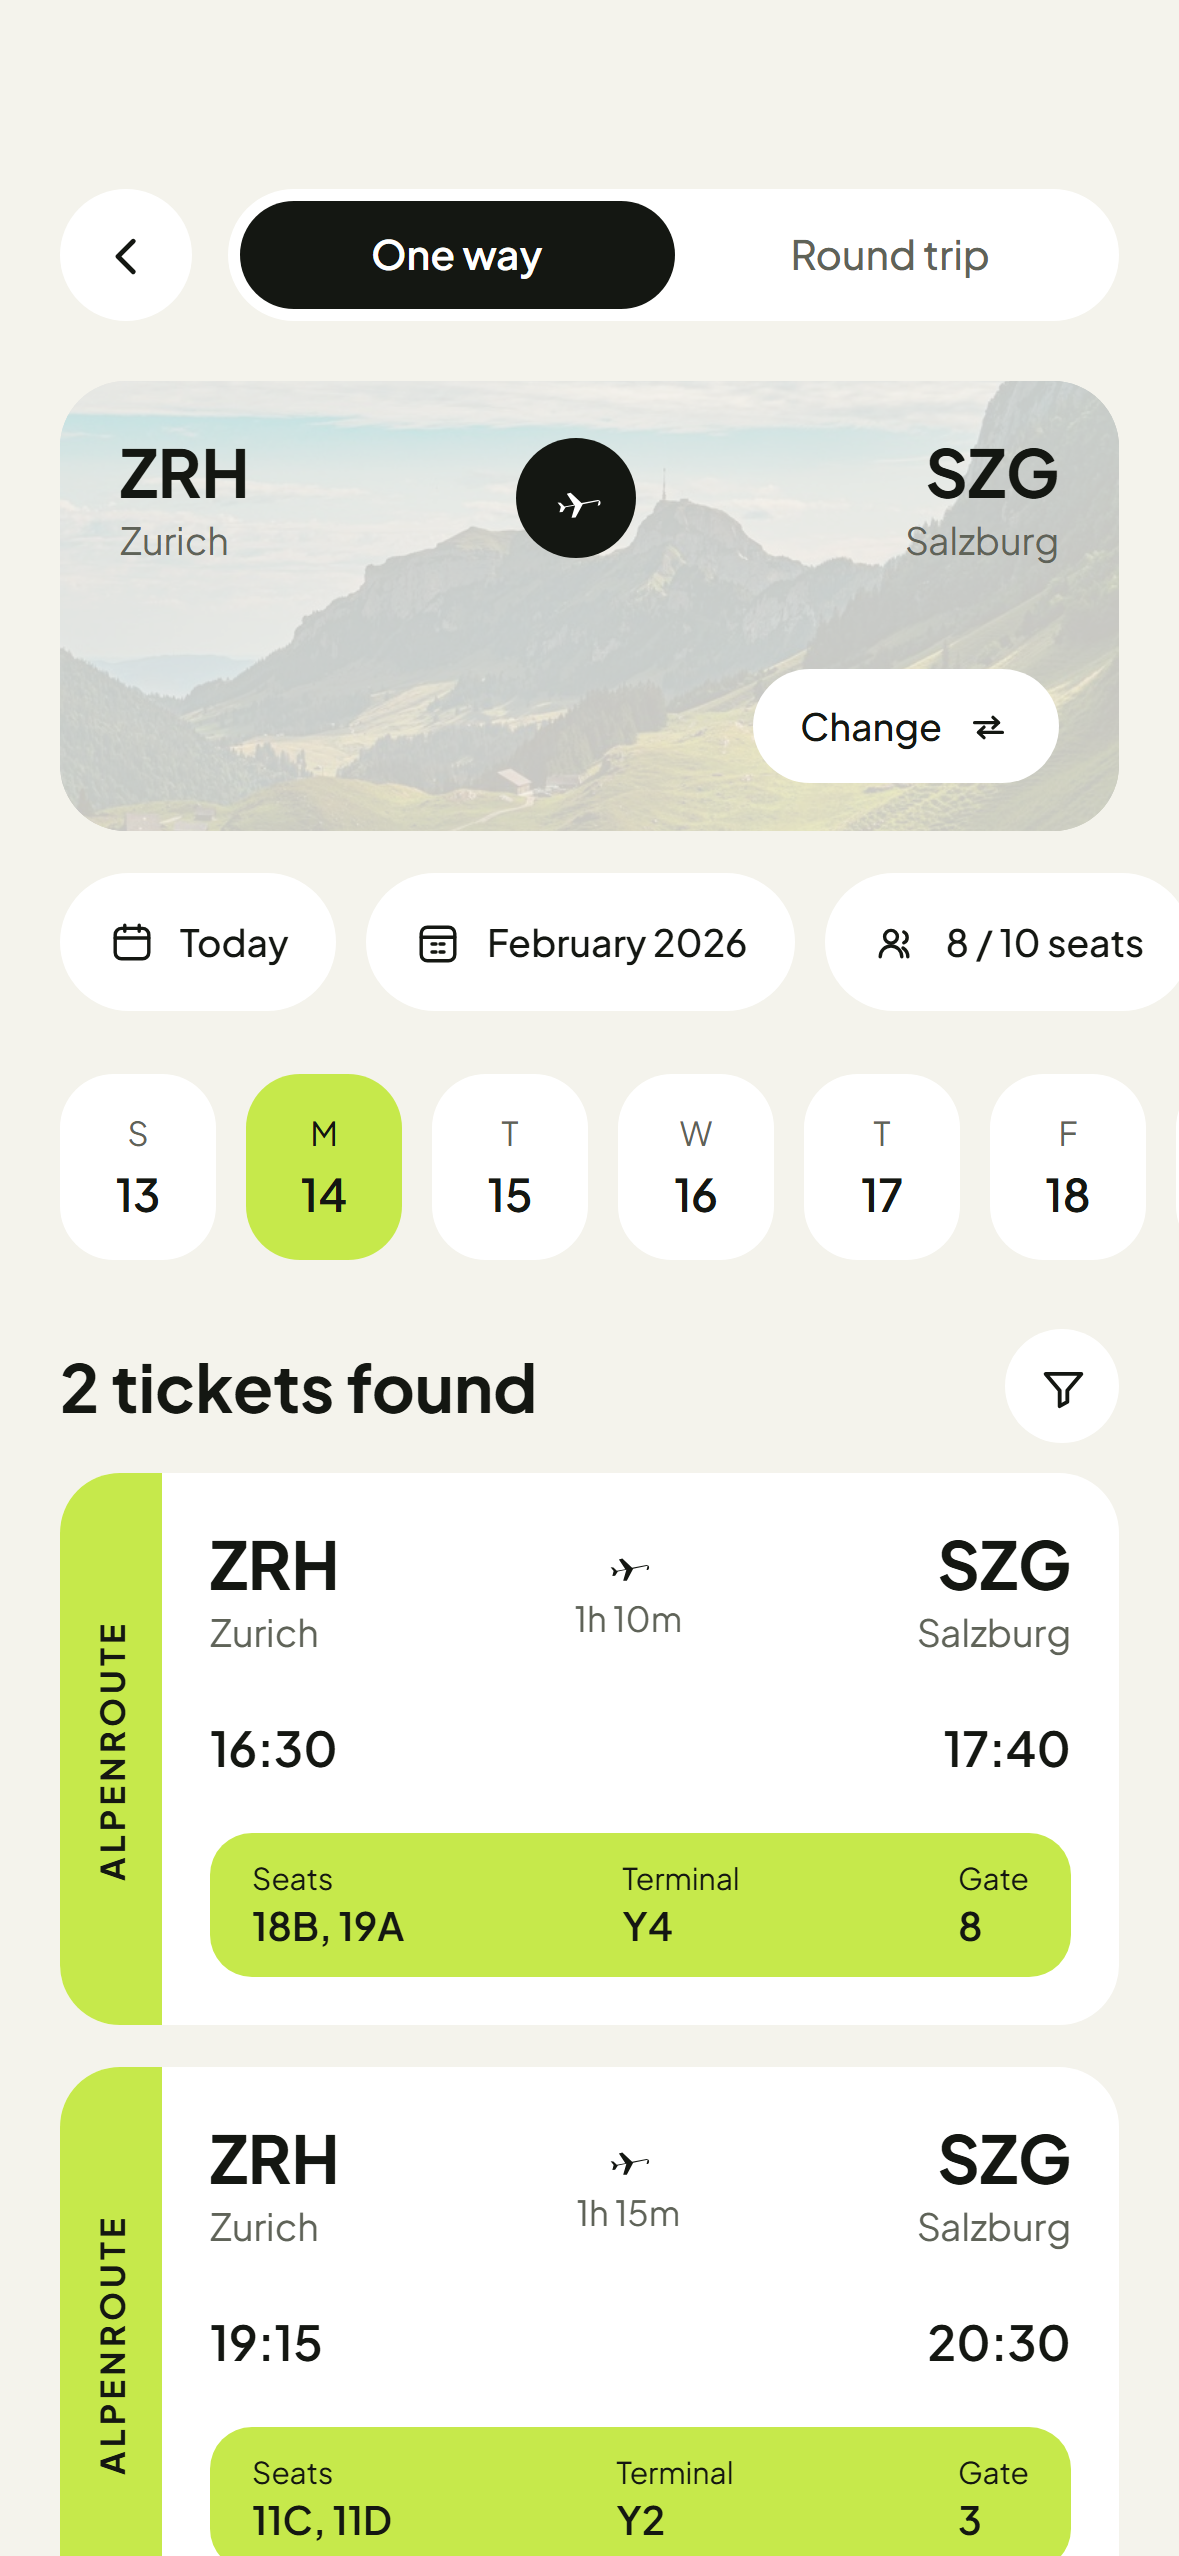 One way Round trip
ZRH SZG
Zurich Salzburg
Change
Today February 2026 8 / 10 seats
S M T W T F
13 14 15 16 17 18
2 tickets found
ALPENROUTE
ZRH SZG
Zurich 1h 10m Salzburg
16:30 17:40
Seats Terminal Gate
18B, 19A Y4 8
ALPENROUTE
ZRH SZG
Zurich 1h 15m Salzburg
19:15 20:30
Seats Terminal Gate
11C, 11D Y2 3